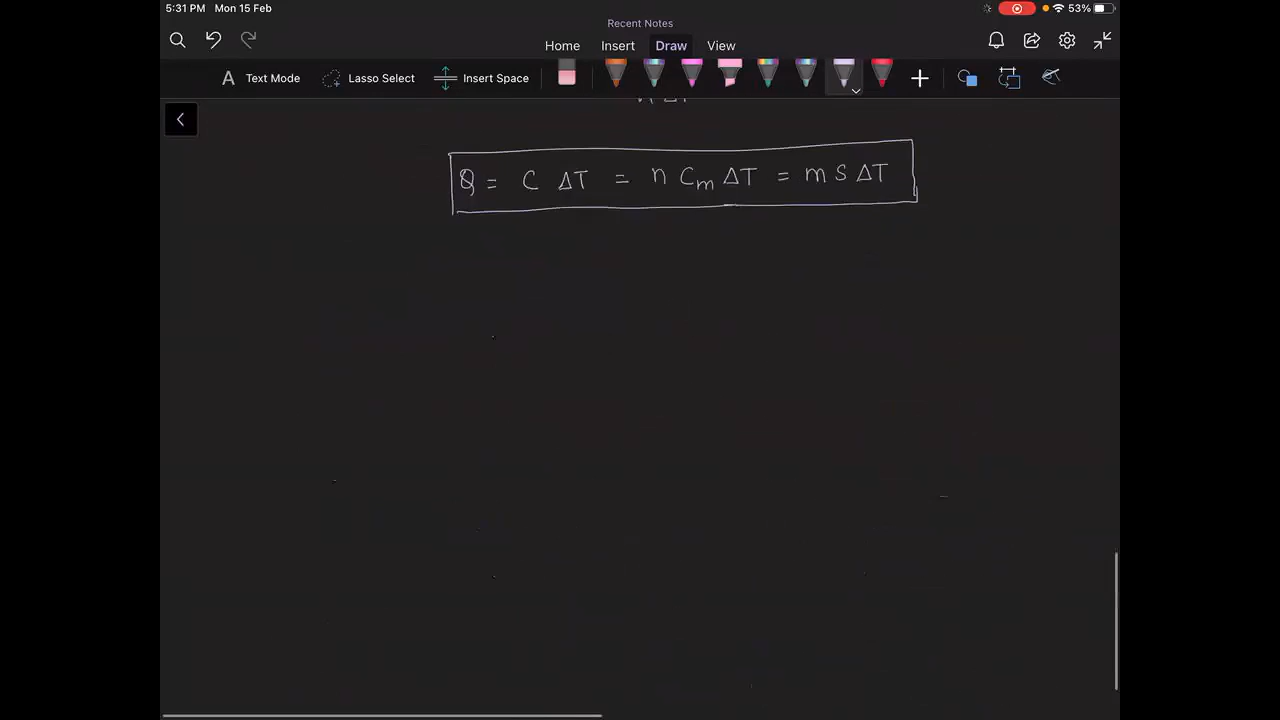 5:31 PM Mon 15 Feb 53%
Recent Notes
Home Insert Draw View
A Text Mode Lasso Select Insert Space
Q = C ΔT = n Cm ΔT = m S ΔT